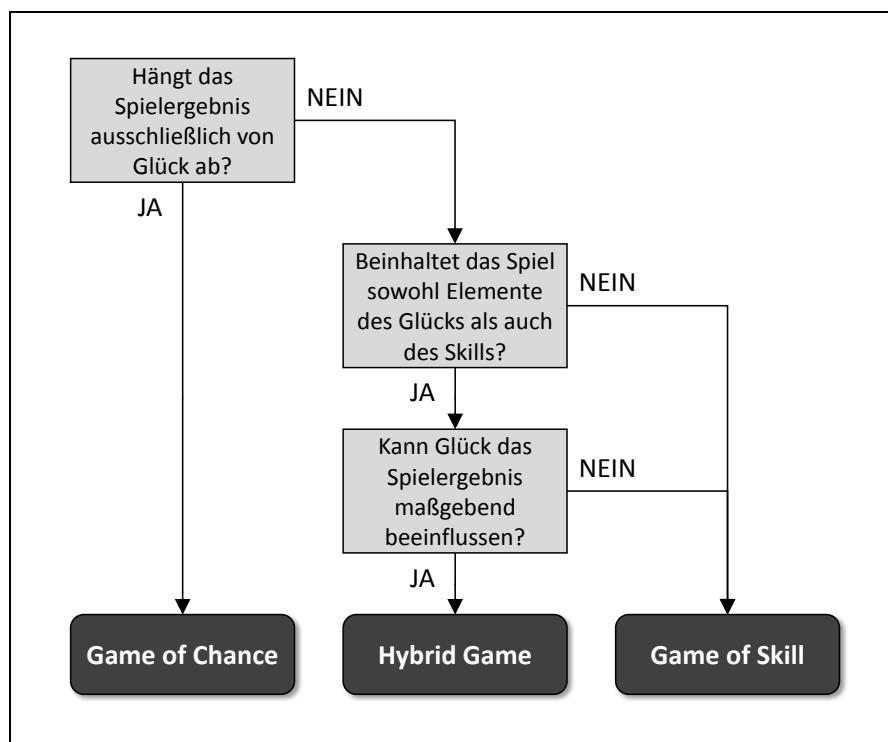 Hängt das
Spielergebnis
ausschließlich von
Glück ab?
NEIN
JA
Beinhaltet das Spiel
sowohl Elemente
des Glücks als auch
des Skills?
NEIN
JA
Kann Glück das
Spielergebnis
maßgebend
beeinflussen?
NEIN
JA
Game of Chance
Hybrid Game
Game of Skill